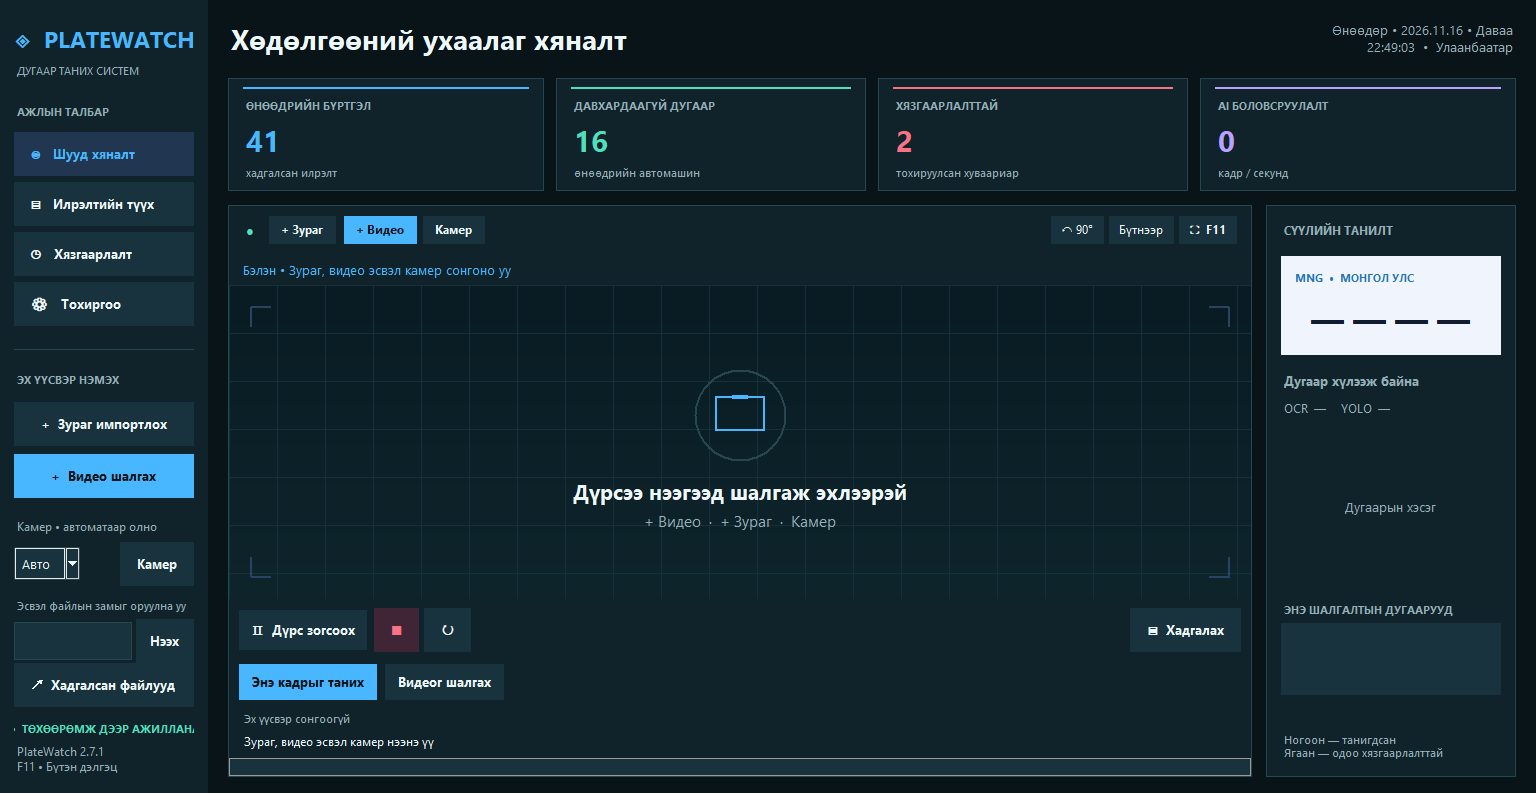 PLATEWATCH
ДУГААР ТАНИХ СИСТЕМ
АЖЛЫН ТАЛБАР
Шууд хяналт
Илрэлтийн түүх
Хязгаарлалт
Тохиргоо
ЭХ ҮҮСВЭР НЭМЭХ
+ Зураг импортлох
+ Видео шалгах
Камер • автоматаар олно
Авто
Камер
Эсвэл файлын замыг оруулна уу
Нээх
Хадгалсан файлууд
ТӨХӨӨРӨМЖ ДЭЭР АЖИЛЛАНА
PlateWatch 2.7.1
F11 • Бүтэн дэлгэц
Хөдөлгөөний ухаалаг хяналт
Өнөөдөр • 2026.11.16 • Даваа
22:49:03 • Улаанбаатар
ӨНӨӨДРИЙН БҮРТГЭЛ
41
хадгалсан илрэлт
ДАВХАРДААГҮЙ ДУГААР
16
өнөөдрийн автомашин
ХЯЗГААРЛАЛТТАЙ
2
тохируулсан хуваариар
AI БОЛОВСРУУЛАЛТ
0
кадр / секунд
+ Зураг
+ Видео
Камер
90°
Бүтнээр
F11
Бэлэн • Зураг, видео эсвэл камер сонгоно уу
Дүрсээ нээгээд шалгаж эхлээрэй
+ Видео · + Зураг · Камер
Дүрс зогсоох
Хадгалах
Энэ кадрыг таних
Видеог шалгах
Эх үүсвэр сонгоогүй
Зураг, видео эсвэл камер нээнэ үү
СҮҮЛИЙН ТАНИЛТ
MNG • МОНГОЛ УЛС
— — — —
Дугаар хүлээж байна
OCR — YOLO —
Дугаарын хэсэг
ЭНЭ ШАЛГАЛТЫН ДУГААРУУД
Ногоон — танигдсан
Ягаан — одоо хязгаарлалттай